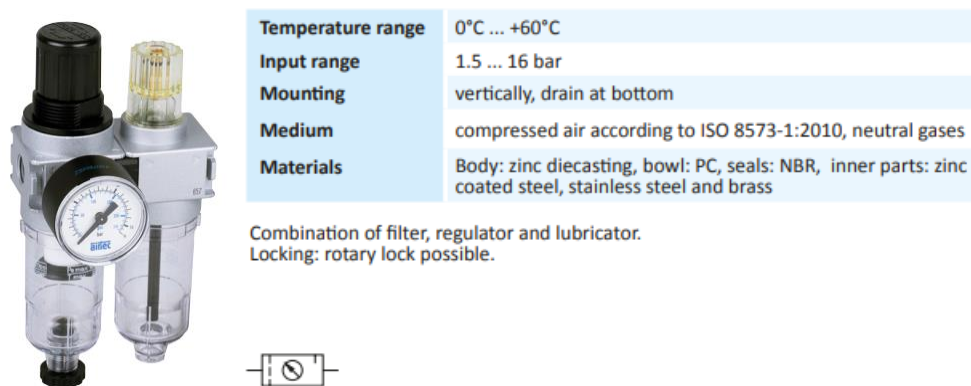 Temperature range 0°C ... +60°C
Input range 1.5 ... 16 bar
Mounting vertically, drain at bottom
Medium compressed air according to ISO 8573-1:2010, neutral gases
Materials Body: zinc diecasting, bowl: PC, seals: NBR, inner parts: zinc
coated steel, stainless steel and brass
Combination of filter, regulator and lubricator.
Locking: rotary lock possible.
airtec